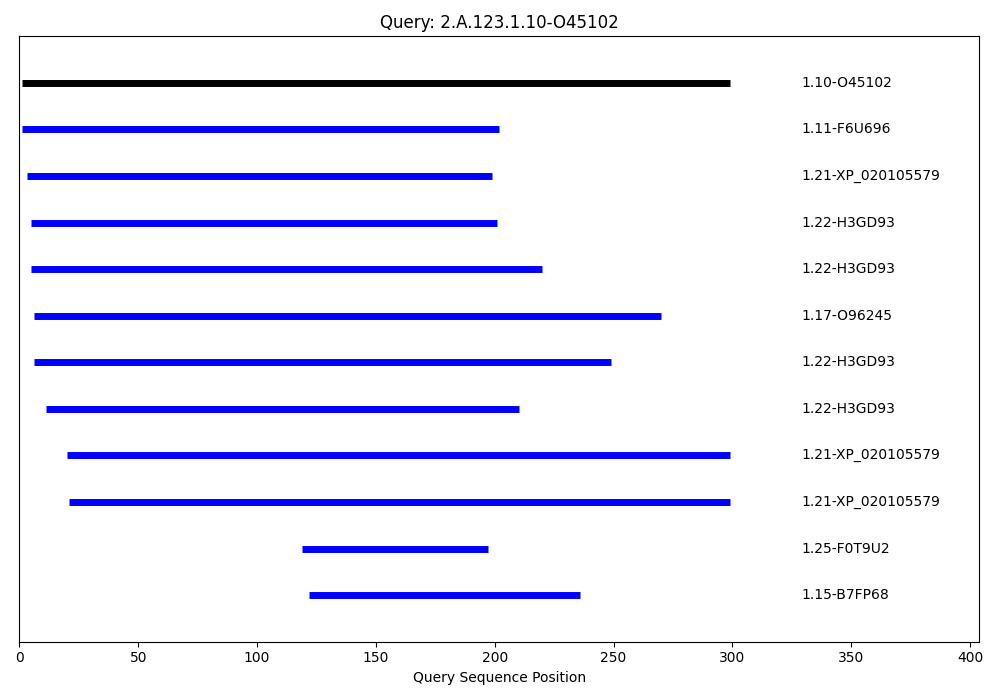 Query: 2.A.123.1.10-O45102
1.10-O45102
1.11-F6U696
1.21-XP_020105579
1.22-H3GD93
1.22-H3GD93
1.17-O96245
1.22-H3GD93
1.22-H3GD93
1.21-XP_020105579
1.21-XP_020105579
1.25-F0T9U2
1.15-B7FP68
0 50 100 150 200 250 300 350 400
Query Sequence Position